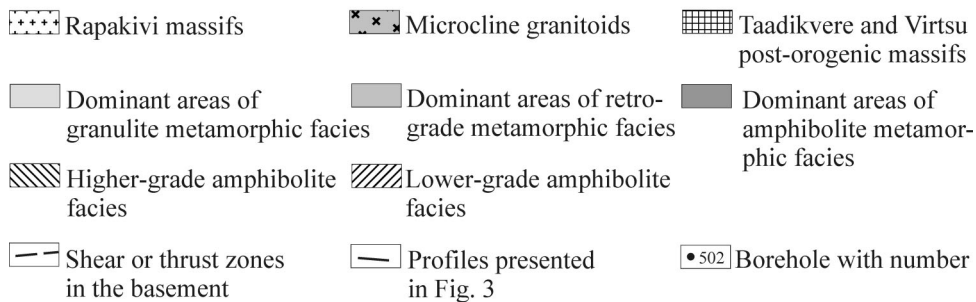 Rapakivi massifs
Microcline granitoids
Taadikvere and Virtsu
post-orogenic massifs
Dominant areas of
granulite metamorphic facies
Dominant areas of retro-
grade metamorphic facies
Dominant areas of
amphibolite metamor-
phic facies
Higher-grade amphibolite
facies
Lower-grade amphibolite
facies
Shear or thrust zones
in the basement
Profiles presented
in Fig. 3
502 Borehole with number